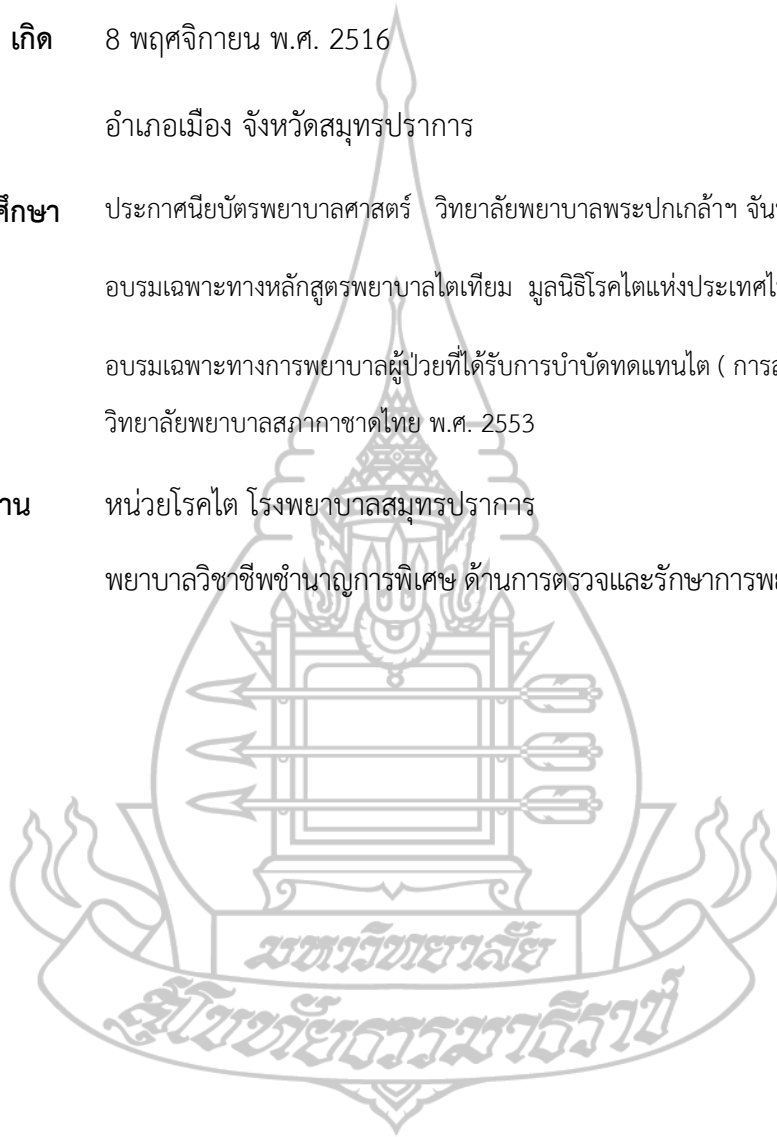 เกิด 8 พฤศจิกายน พ.ศ. 2516
อำเภอเมือง จังหวัดสมุทรปราการ
ศึกษา ประกาศนียบัตรพยาบาลศาสตร์ วิทยาลัยพยาบาลพระปกเกล้าฯ
อบรมเฉพาะทางหลักสูตรพยาบาลไตเทียม มูลนิธิโรคไตแห่งประเทศ
อบรมเฉพาะทางการพยาบาลผู้ป่วยที่ได้รับการบำบัดทดแทนไต (
วิทยาลัยพยาบาลสภากาชาดไทย พ.ศ. 2553
หน่วยโรคไต โรงพยาบาลสมุทรปราการ
พยาบาลวิชาชีพชำนาญการพิเศษ ด้านการตรวจและรักษาการ
มหาวิทยาลัย
สุโขทัยธรรมาธิราช